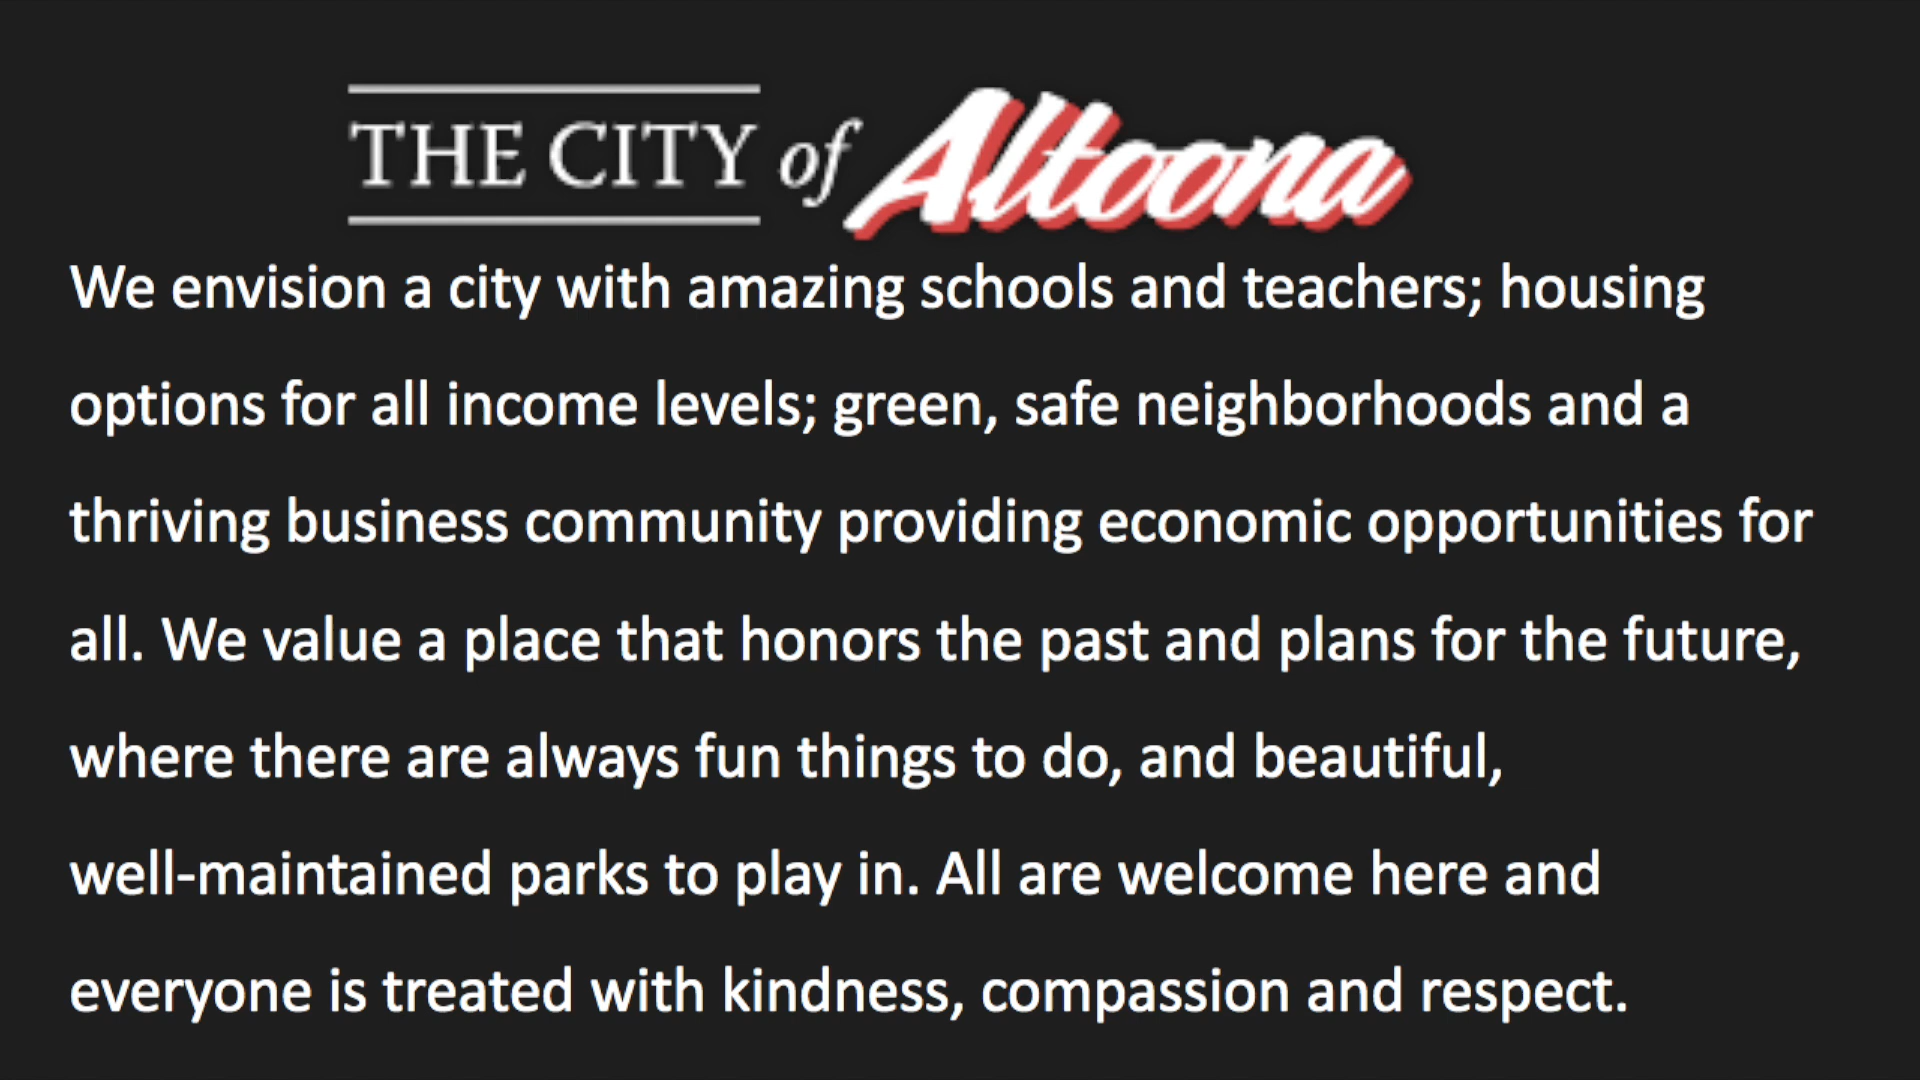 THE CITY of Altoona
We envision a city with amazing schools and teachers; housing
options for all income levels; green, safe neighborhoods and a
thriving business community providing economic opportunities for
all. We value a place that honors the past and plans for the future,
where there are always fun things to do, and beautiful,
well-maintained parks to play in. All are welcome here and
everyone is treated with kindness, compassion and respect.